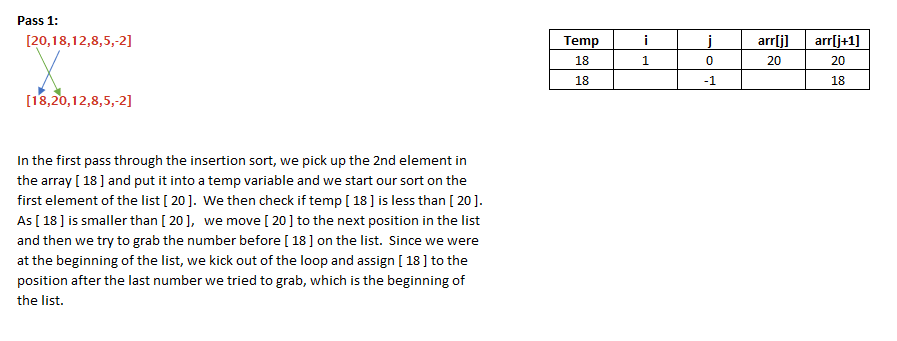 Pass 1:
[20,18,12,8,5,-2]
[18,20,12,8,5,-2]
Temp i j arr[j] arr[j+1]
18 1 0 20 20
18 -1 18
In the first pass through the insertion sort, we pick up the 2nd element in
the array [ 18 ] and put it into a temp variable and we start our sort on the
first element of the list [ 20 ].  We then check if temp [ 18 ] is less than [ 20 ].
As [ 18 ] is smaller than [ 20 ],  we move [ 20 ] to the next position in the list
and then we try to grab the number before [ 18 ] on the list.  Since we were
at the beginning of the list, we kick out of the loop and assign [ 18 ] to the
position after the last number we tried to grab, which is the beginning of
the list.